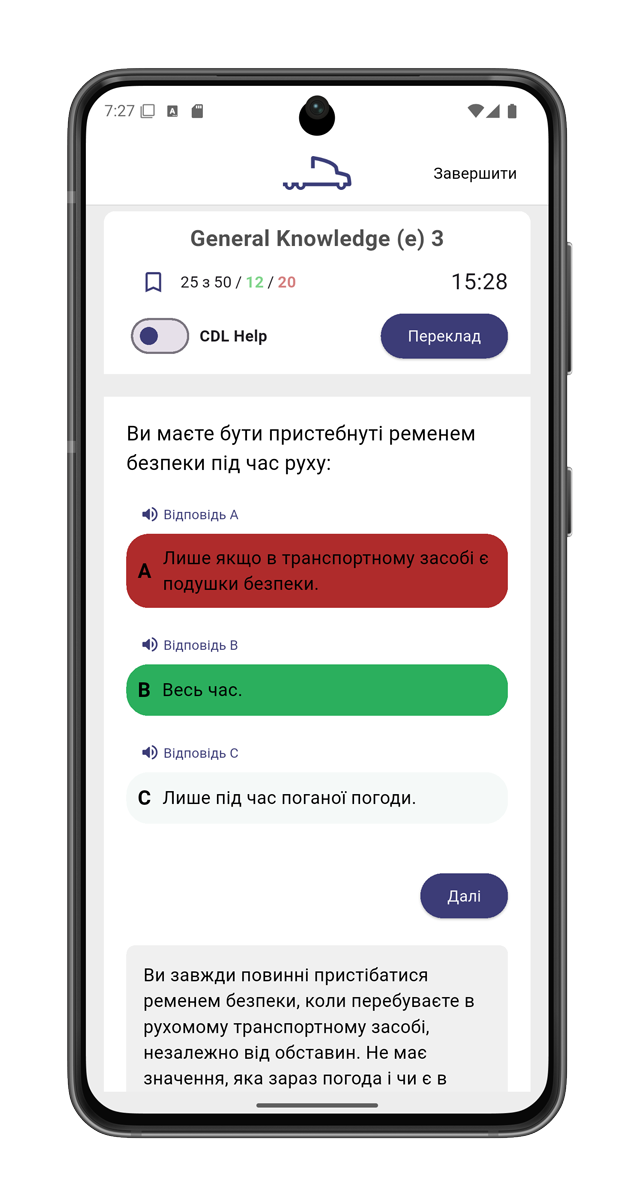 7:27
Завершити
General Knowledge (e) 3
25 з 50 / 12 / 20
15:28
CDL Help
Переклад
Ви маєте бути пристебнуті ременем
безпеки під час руху:
Відповідь A
A
Лише якщо в транспортному засобі є
подушки безпеки.
Відповідь B
B Весь час.
Відповідь C
C Лише під час поганої погоди.
Далі
Ви завжди повинні пристібатися
ременем безпеки, коли перебуваєте в
рухомому транспортному засобі,
незалежно від обставин. Не має
значення, яка зараз погода і чи є в